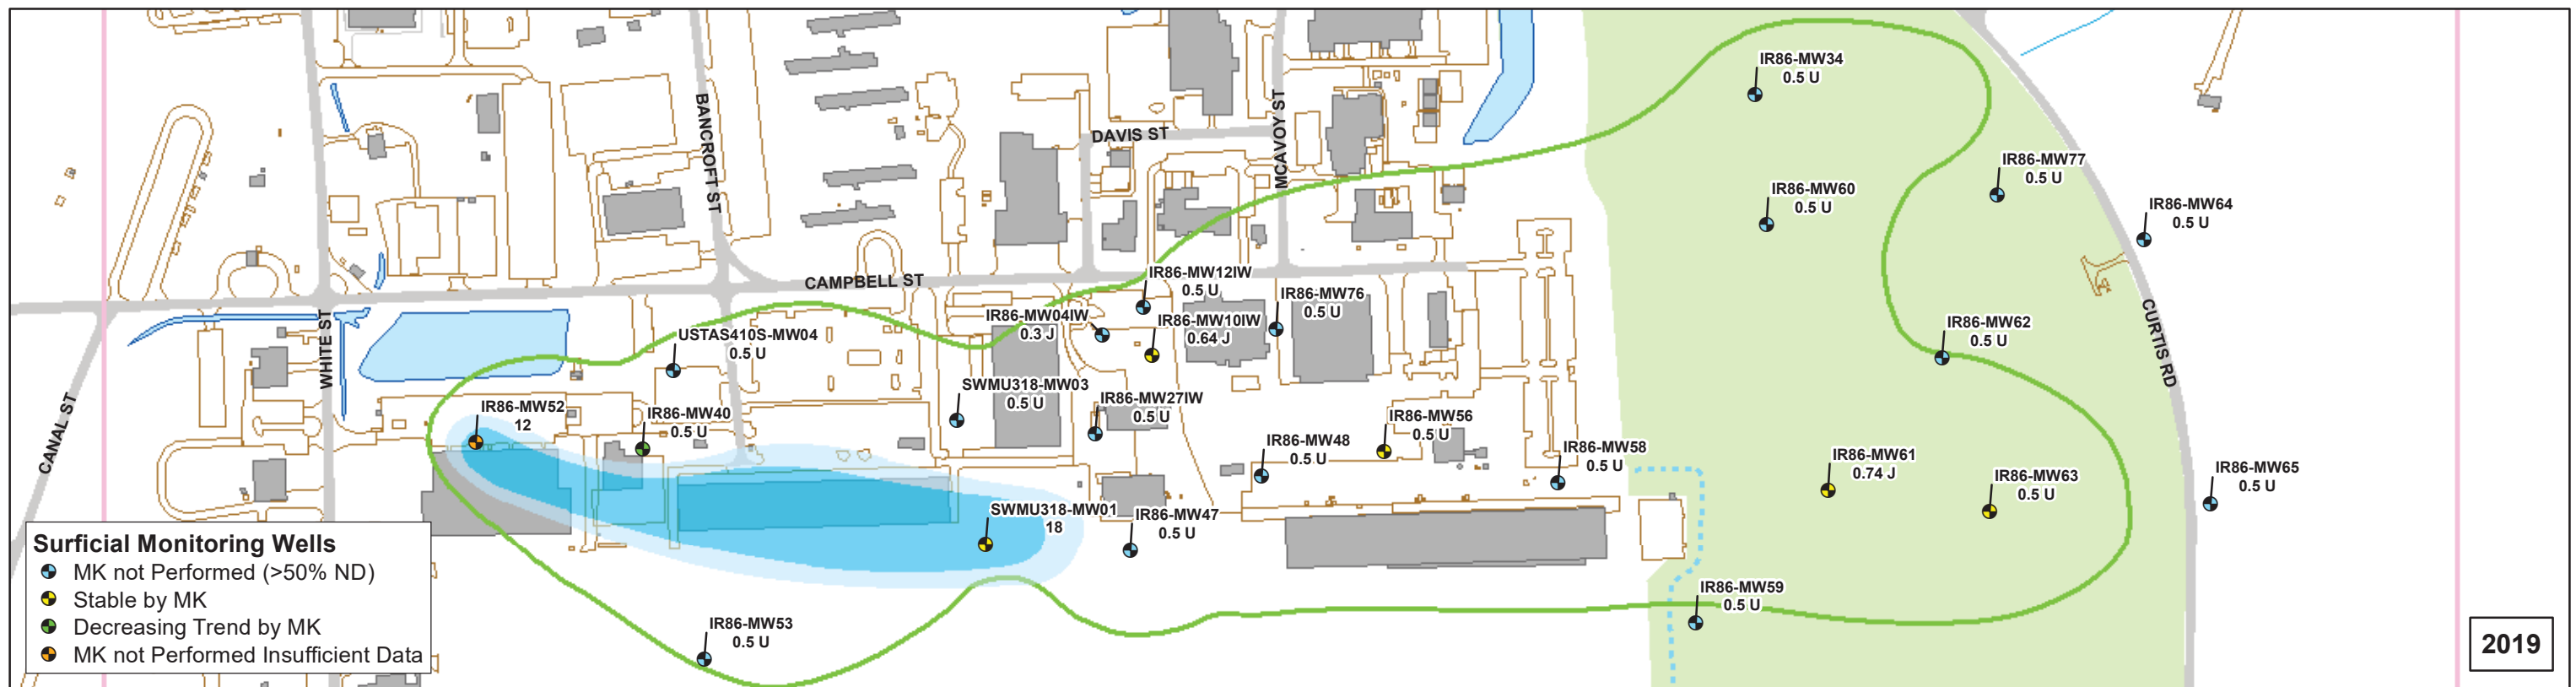 IR86-MW34
0.5 U
BANCROFT ST
DAVIS ST
MCAVOY ST
IR86-MW77
0.5 U
IR86-MW60
0.5 U
IR86-MW64
0.5 U
CAMPBELL ST
IR86-MW12IW
0.5 U
IR86-MW76
0.5 U
IR86-MW04IW
0.3 J
IR86-MW10IW
0.64 J
USTAS410S-MW04
0.5 U
IR86-MW62
0.5 U
WHITE ST
CURTIS RD
CANAL ST
SWMU318-MW03
0.5 U
IR86-MW27IW
0.5 U
IR86-MW52
12
IR86-MW40
0.5 U
IR86-MW56
0.5 U
IR86-MW48
0.5 U
IR86-MW58
0.5 U
IR86-MW61
0.74 J
IR86-MW63
0.5 U
IR86-MW65
0.5 U
SWMU318-MW01
18
IR86-MW47
0.5 U
IR86-MW59
0.5 U
IR86-MW53
0.5 U
Surficial Monitoring Wells
MK not Performed (>50% ND)
Stable by MK
Decreasing Trend by MK
MK not Performed Insufficient Data
2019